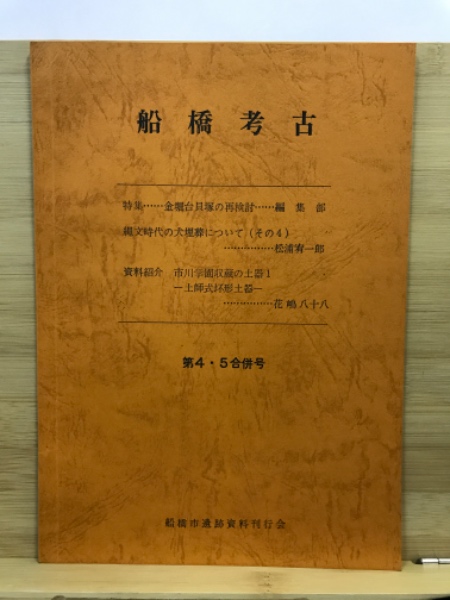 船橋考古
特集……金堀台貝塚の再検討……編集部
縄文時代の犬埋葬について(その4)
……………松浦宥一郎
資料紹介 市川学園収蔵の土器1
―土師式坏形土器―
……………花嶋八十八
第4・5合併号
船橋市遺跡資料刊行会